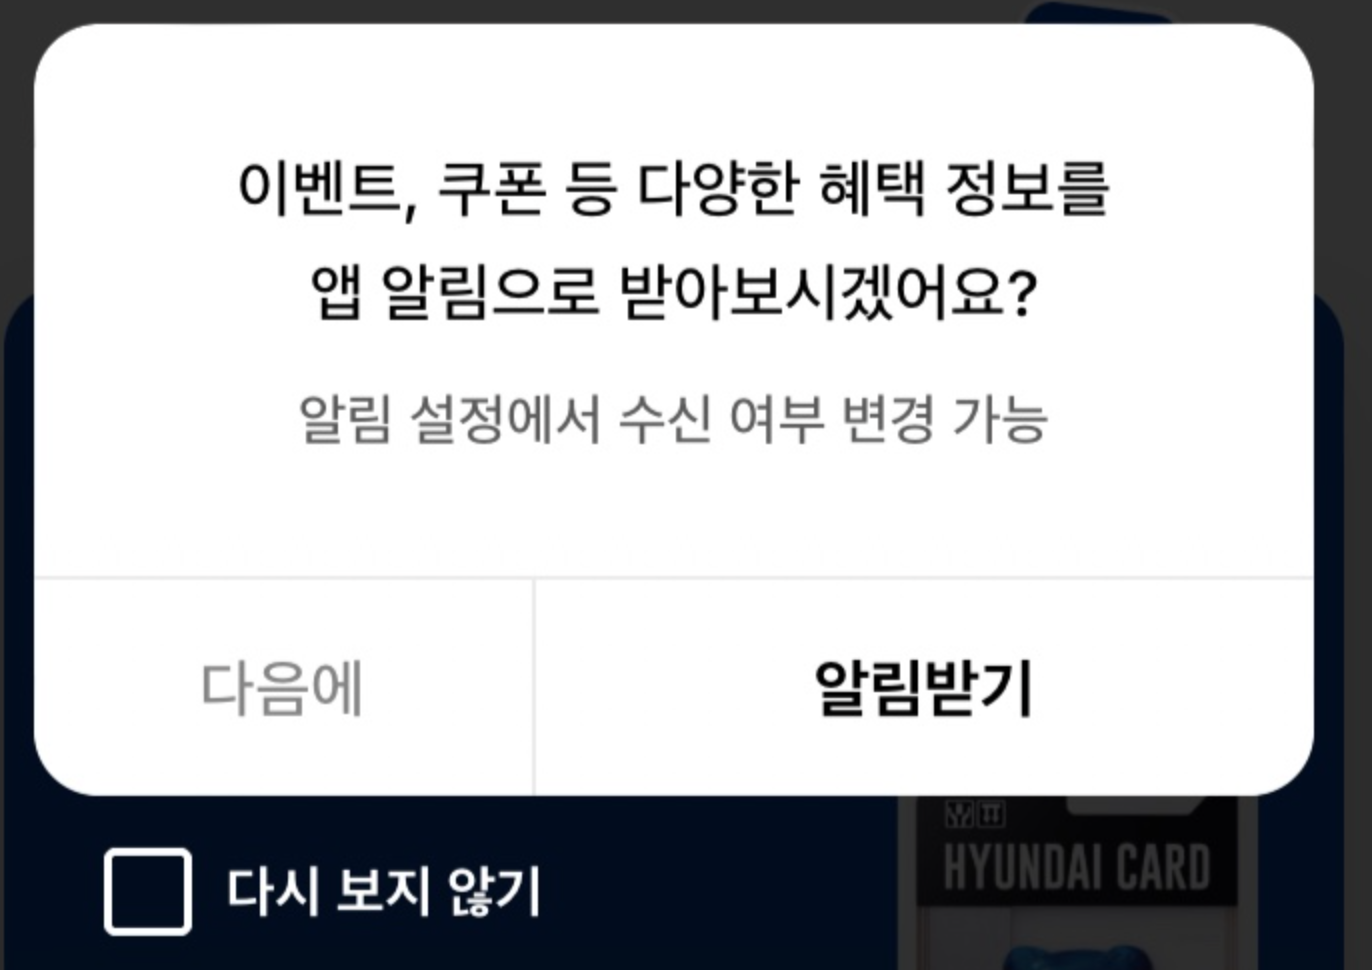 이벤트, 쿠폰 등 다양한 혜택 정보를
앱 알림으로 받아보시겠어요?
알림 설정에서 수신 여부 변경 가능
다음에
알림받기
다시 보지 않기
HYUNDAI CARD